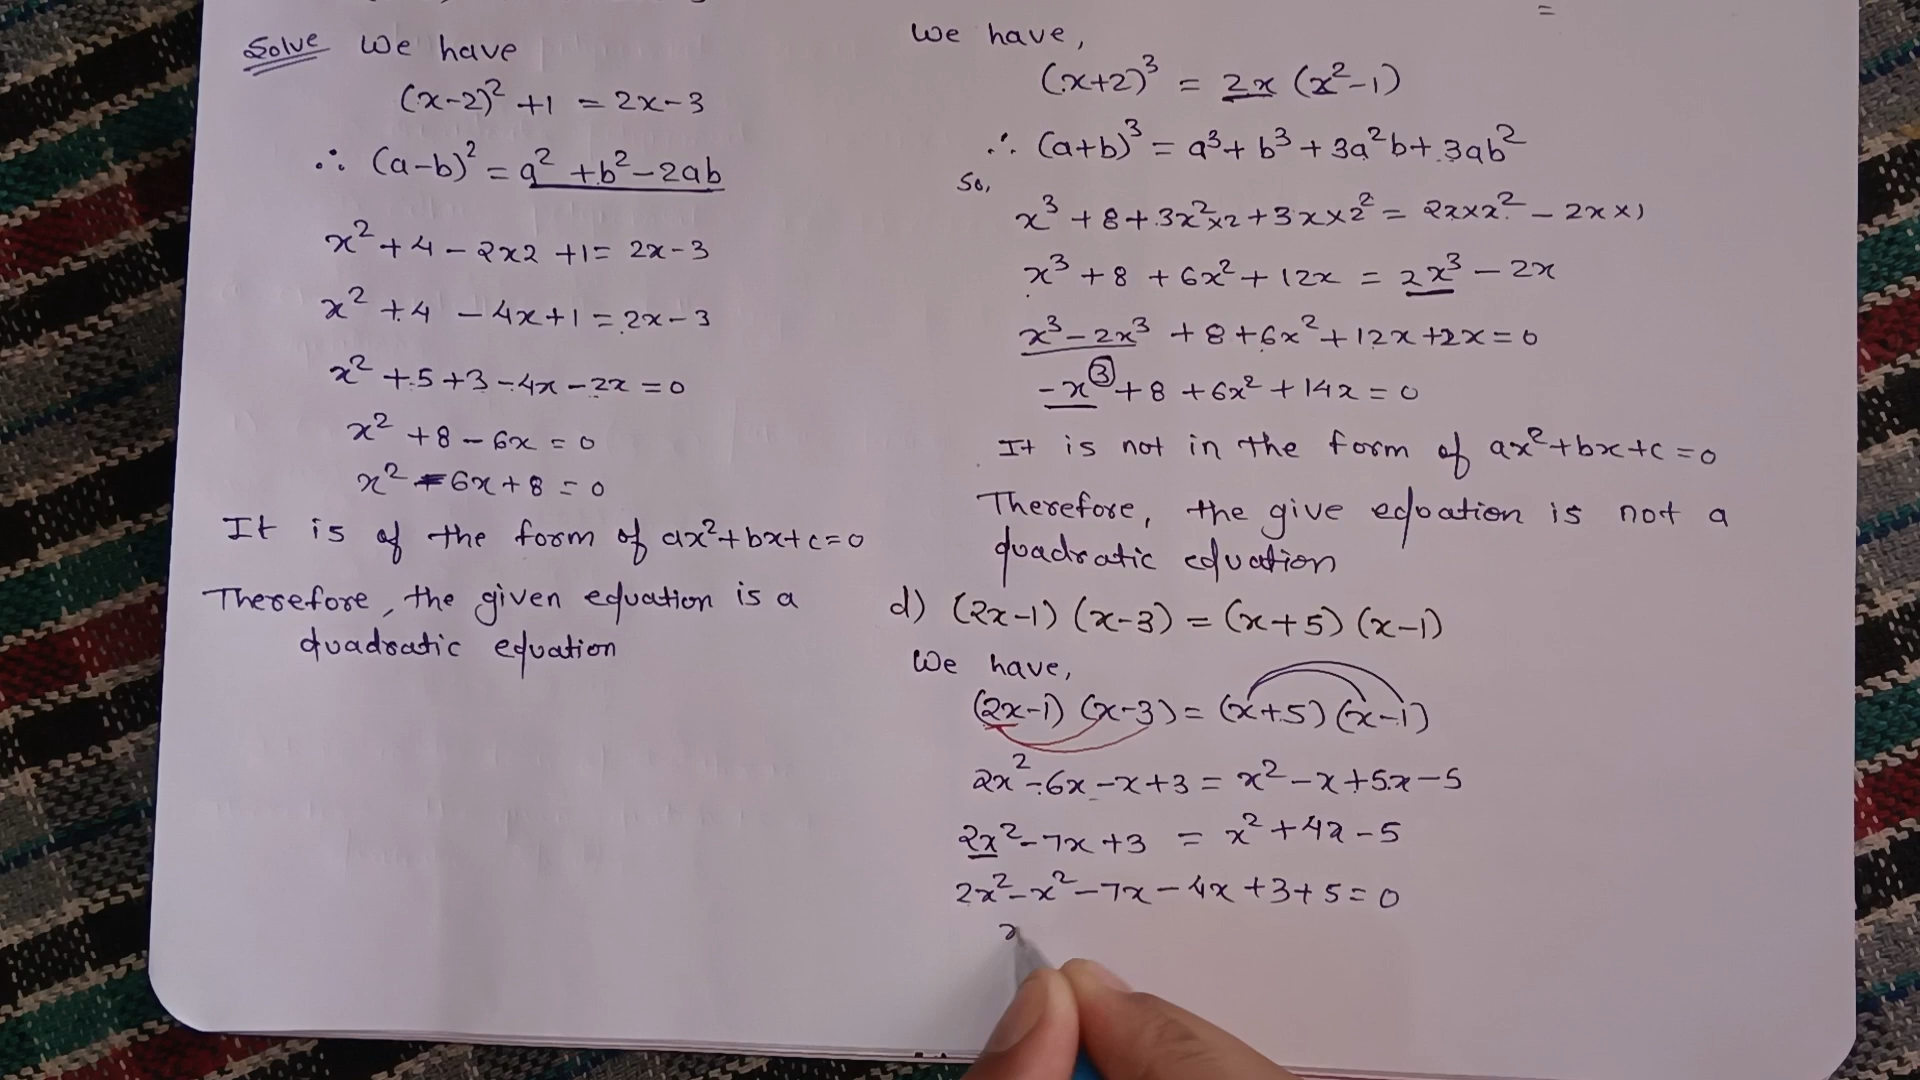 Solve We have
(x-2)² +1 = 2x-3
∴ (a-b)² = a² +b²-2ab
x² +4 - 2x2 +1= 2x-3
x² +4 - 4x+1 = 2x-3
x² +5+3-4x-2x =0
x² +8-6x = 0
x² -6x+8 = 0
It is of the form of ax²+bx+c=0
Therefore, the given equation is a
quadratic equation
We have,
(x+2)³ = 2x (x²-1)
∴ (a+b)³ = a³+ b³ + 3a²b+3ab²
So,
x³ +8+3x²x2+3x×2² = 2x×x² - 2x×1
x³ +8 +6x²+12x = 2x³ - 2x
x³-2x³ +8+6x²+12x+2x=0
-x³+8 +6x²+14x = 0
It is not in the form of ax²+bx+c=0
Therefore, the give equation is not a
quadratic equation
d) (2x-1) (x-3) = (x+5) (x-1)
We have,
(2x-1) (x-3) = (x+5) (x-1)
2x²-6x-x+3 = x²-x+5x-5
2x²-7x+3 = x²+4x-5
2x²-x²-7x-4x+3+5=0